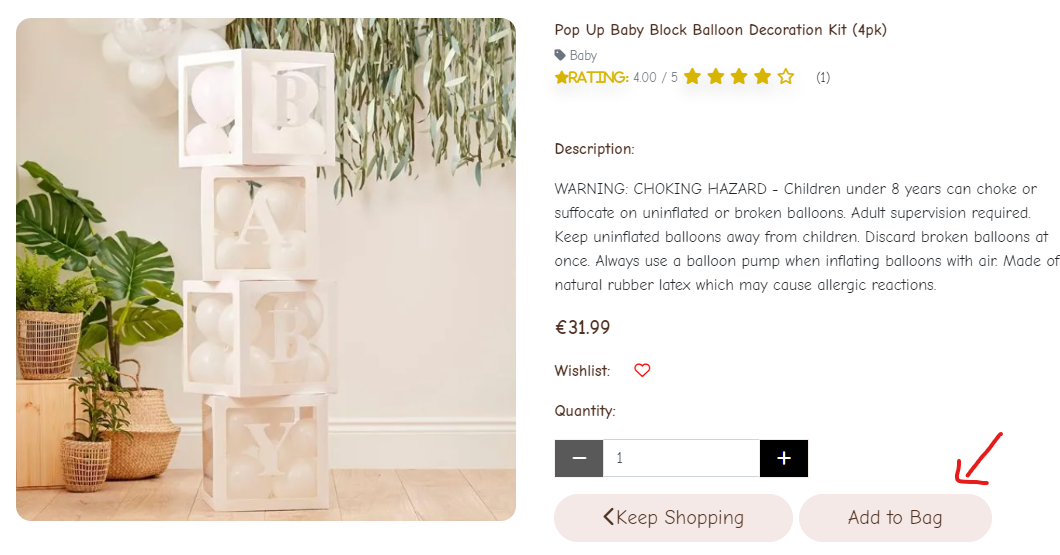 Pop Up Baby Block Balloon Decoration Kit (4pk)
Baby
RATING: 4.00 / 5 (1)
Description:
WARNING: CHOKING HAZARD - Children under 8 years can choke or
suffocate on uninflated or broken balloons. Adult supervision required.
Keep uninflated balloons away from children. Discard broken balloons at
once. Always use a balloon pump when inflating balloons with air. Made of
natural rubber latex which may cause allergic reactions.
€31.99
Wishlist:
Quantity:
− 1 +
Keep Shopping
Add to Bag
B
A
B
Y